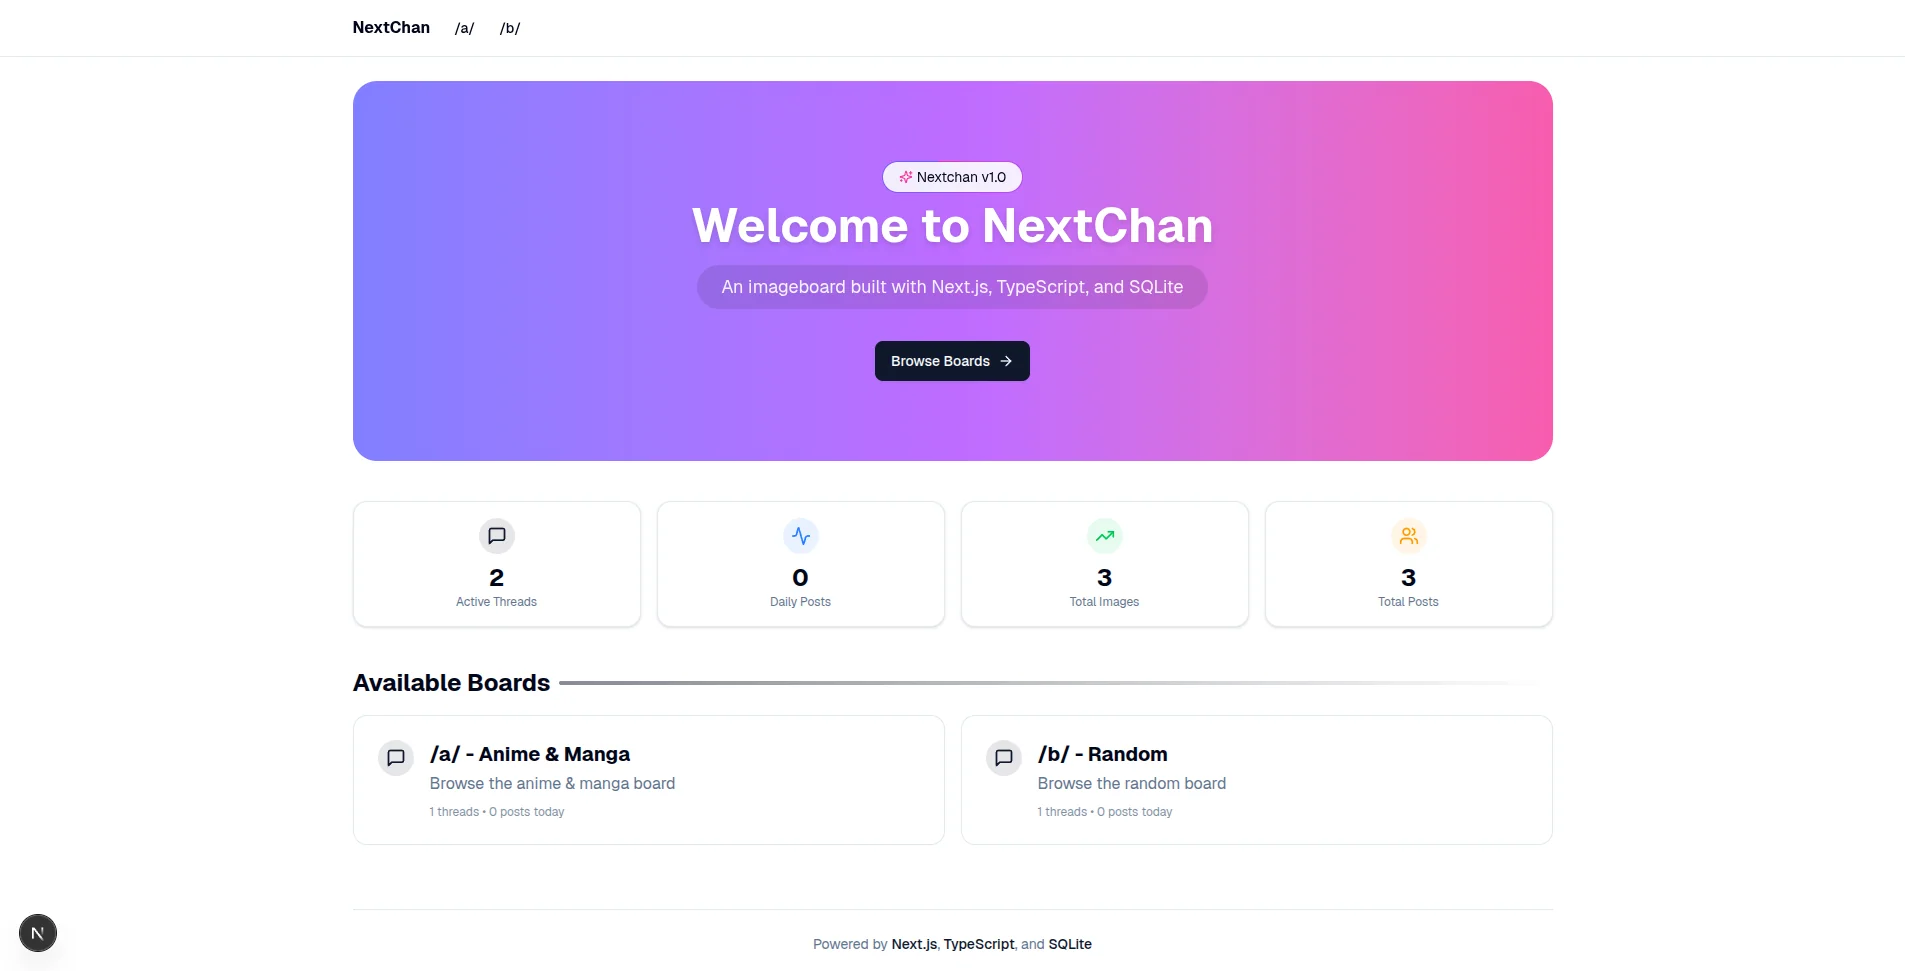 NextChan /a/ /b/
Nextchan v1.0
Welcome to NextChan
An imageboard built with Next.js, TypeScript, and SQLite
Browse Boards
2
Active Threads
0
Daily Posts
3
Total Images
3
Total Posts
Available Boards
/a/ - Anime & Manga
Browse the anime & manga board
1 threads • 0 posts today
/b/ - Random
Browse the random board
1 threads • 0 posts today
N
Powered by Next.js, TypeScript, and SQLite